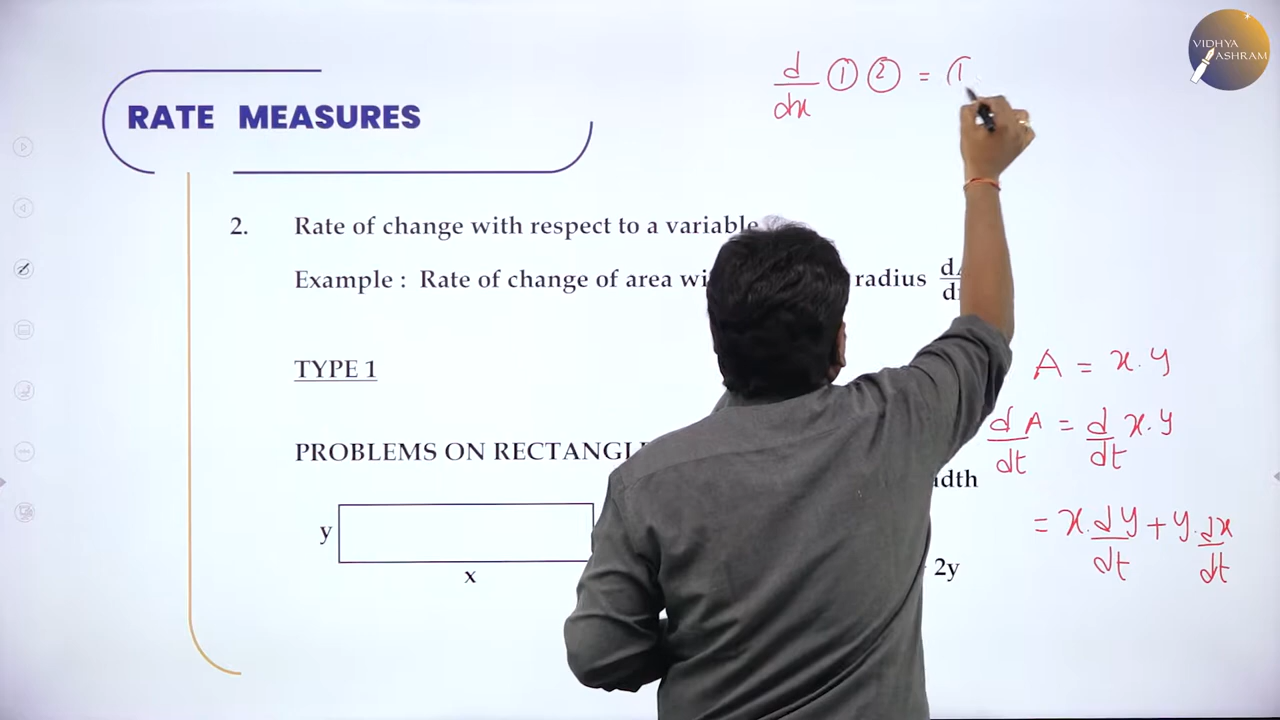 VIDHYA
ASHRAM
d/dx ① ② = ①
RATE MEASURES
2. Rate of change with respect to a variable
Example : Rate of change of area wi radius
TYPE 1
A = x.y
dA/dt = d/dt x.y
PROBLEMS ON RECTANGL
= x.dy/dt + y.dx/dt
y
x
2y